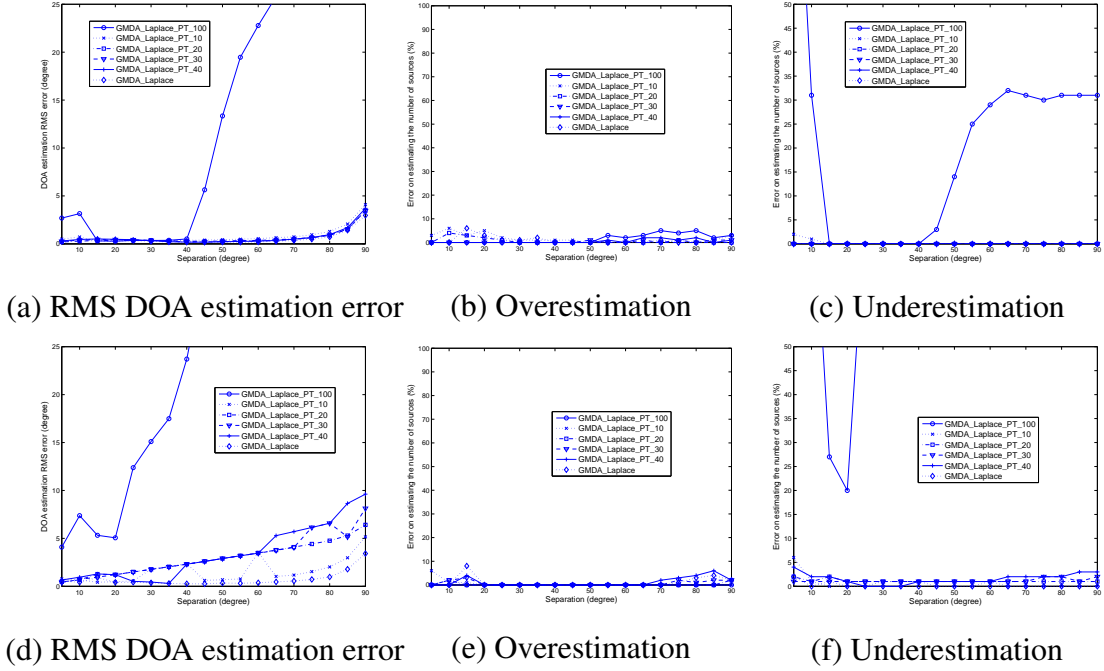 DOA estimation RMS error (degree)
25
20
15
10
5
0
GMDA_Laplace_PT_100
GMDA_Laplace_PT_10
GMDA_Laplace_PT_20
GMDA_Laplace_PT_30
GMDA_Laplace_PT_40
GMDA_Laplace
10 20 30 40 50 60 70 80 90
Separation (degree)
(a) RMS DOA estimation error
Error on estimating the number of sources (%)
100
90
80
70
60
50
40
30
20
10
0
GMDA_Laplace_PT_100
GMDA_Laplace_PT_10
GMDA_Laplace_PT_20
GMDA_Laplace_PT_30
GMDA_Laplace_PT_40
GMDA_Laplace
10 20 30 40 50 60 70 80 90
Separation (degree)
(b) Overestimation
Error on estimating the number of sources (%)
50
45
40
35
30
25
20
15
10
5
0
GMDA_Laplace_PT_100
GMDA_Laplace_PT_10
GMDA_Laplace_PT_20
GMDA_Laplace_PT_30
GMDA_Laplace_PT_40
GMDA_Laplace
10 20 30 40 50 60 70 80 90
Separation (degree)
(c) Underestimation
DOA estimation RMS error (degree)
25
20
15
10
5
0
GMDA_Laplace_PT_100
GMDA_Laplace_PT_10
GMDA_Laplace_PT_20
GMDA_Laplace_PT_30
GMDA_Laplace_PT_40
GMDA_Laplace
10 20 30 40 50 60 70 80 90
Separation (degree)
(d) RMS DOA estimation error
Error on estimating the number of sources (%)
100
90
80
70
60
50
40
30
20
10
0
GMDA_Laplace_PT_100
GMDA_Laplace_PT_10
GMDA_Laplace_PT_20
GMDA_Laplace_PT_30
GMDA_Laplace_PT_40
GMDA_Laplace
10 20 30 40 50 60 70 80 90
Separation (degree)
(e) Overestimation
Error on estimating the number of sources (%)
50
45
40
35
30
25
20
15
10
5
0
GMDA_Laplace_PT_100
GMDA_Laplace_PT_10
GMDA_Laplace_PT_20
GMDA_Laplace_PT_30
GMDA_Laplace_PT_40
GMDA_Laplace
10 20 30 40 50 60 70 80 90
Separation (degree)
(f) Underestimation